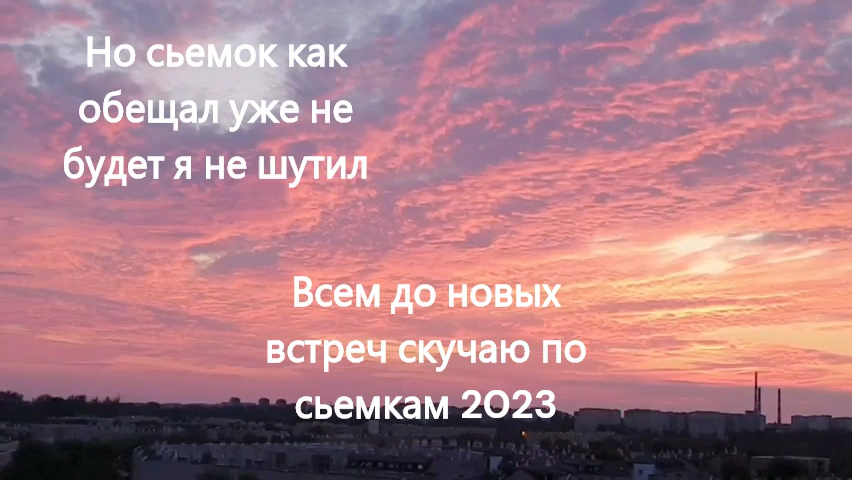 Но сьемок как
обещал уже не
будет я не шутил
Всем до новых
встреч скучаю по
сьемкам 2023